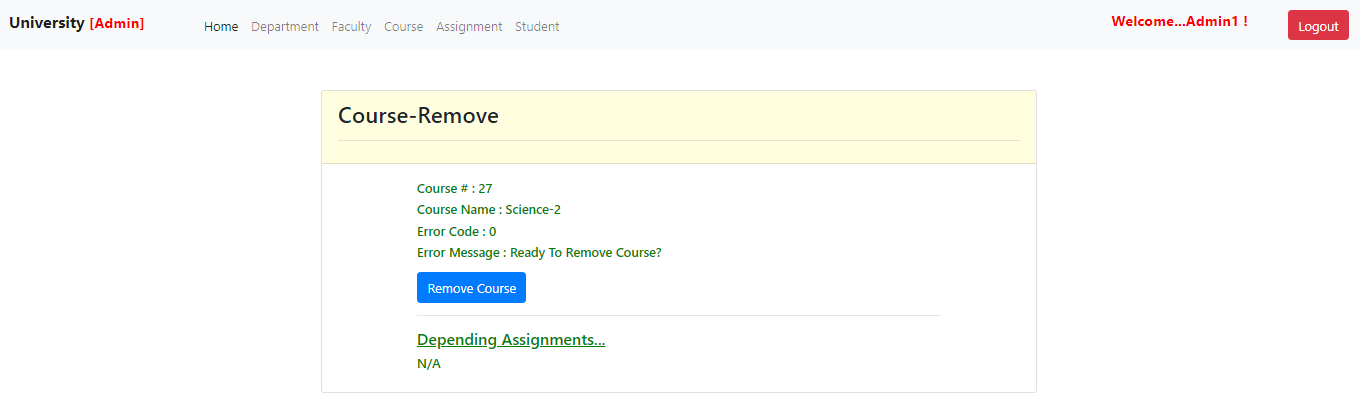 University [Admin] Home Department Faculty Course Assignment Student Welcome...Admin1 ! Logout
Course-Remove
Course # : 27
Course Name : Science-2
Error Code : 0
Error Message : Ready To Remove Course?
Remove Course
Depending Assignments...
N/A